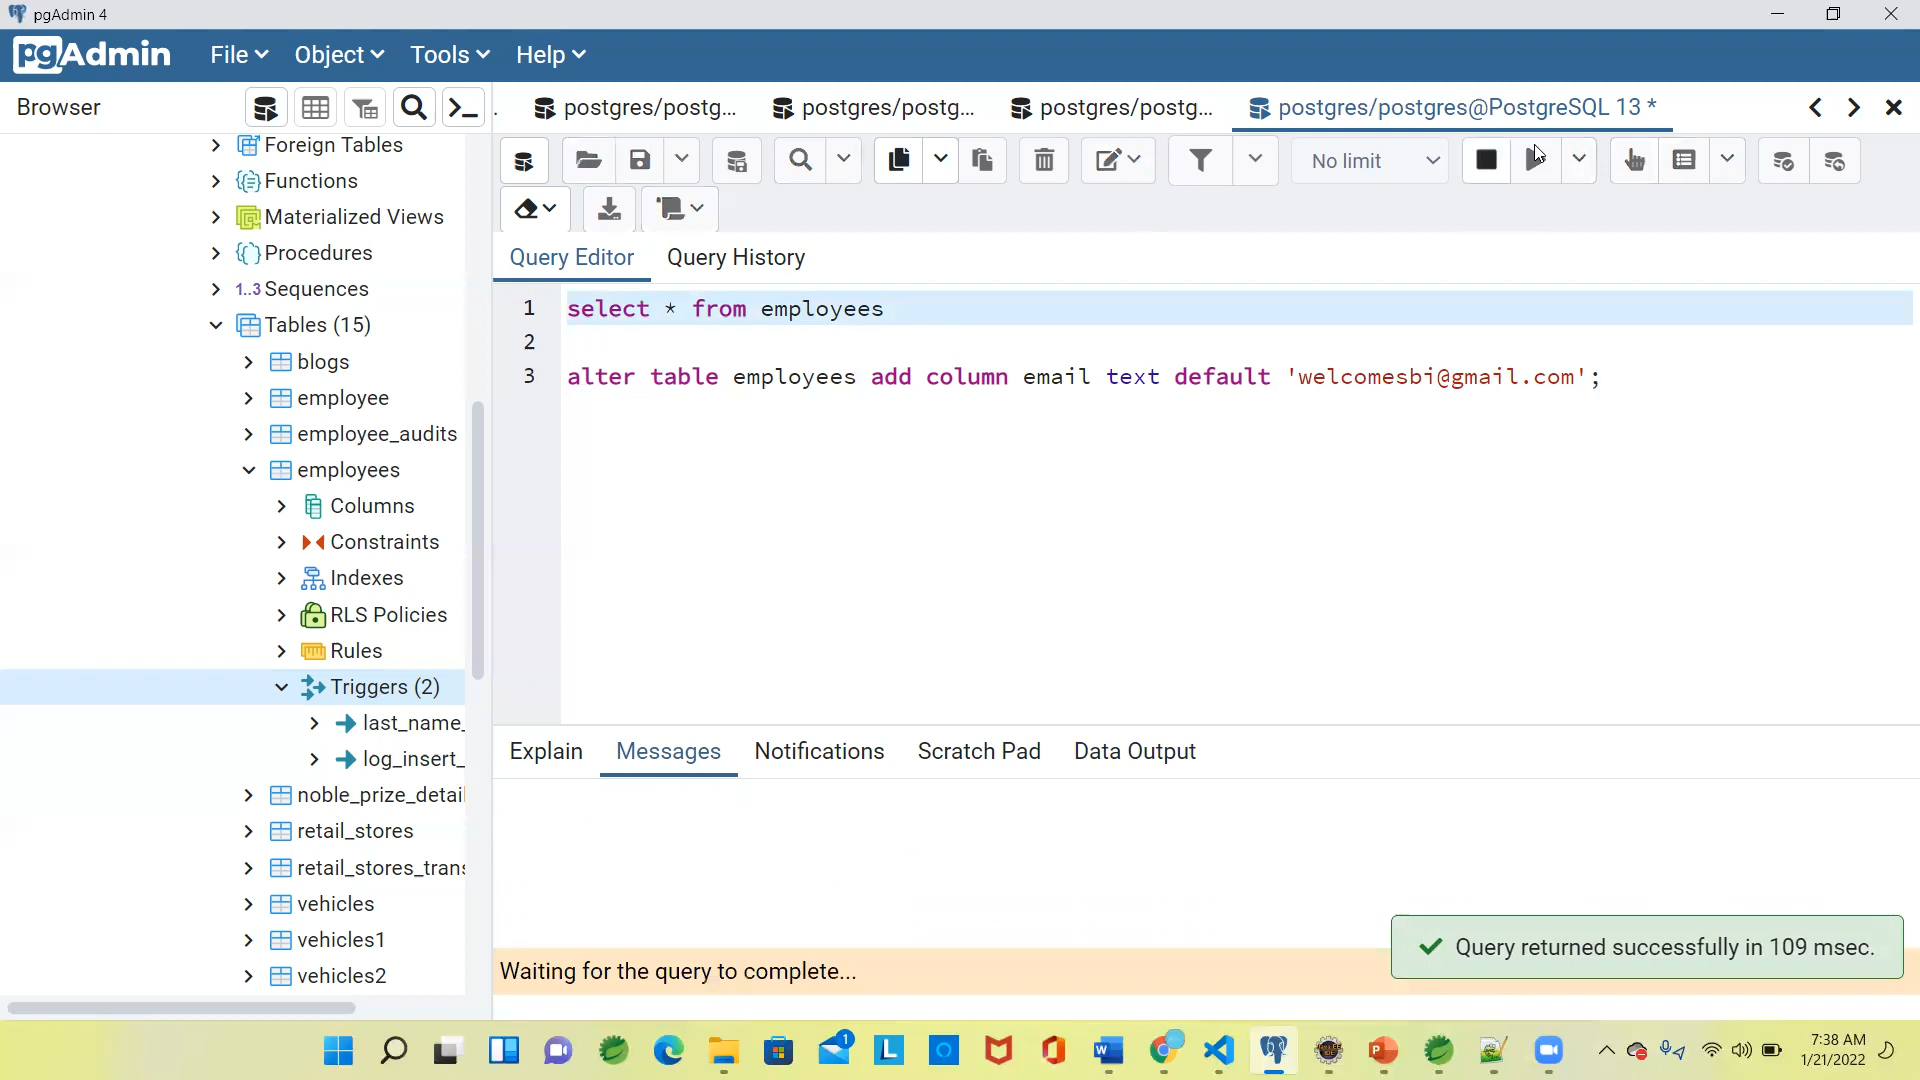 pgAdmin 4
pgAdmin File Object Tools Help
Browser
postgres/postg... postgres/postg... postgres/postg... postgres/postgres@PostgreSQL 13 *
No limit
Query Editor Query History
1 select * from employees
2
3 alter table employees add column email text default 'welcomesbi@gmail.com';
Foreign Tables
Functions
Materialized Views
Procedures
1..3 Sequences
Tables (15)
blogs
employee
employee_audits
employees
Columns
Constraints
Indexes
RLS Policies
Rules
Triggers (2)
last_name_
log_insert_
noble_prize_detail
retail_stores
retail_stores_trans
vehicles
vehicles1
vehicles2
Explain Messages Notifications Scratch Pad Data Output
Query returned successfully in 109 msec.
Waiting for the query to complete...
1
7:38 AM
1/21/2022